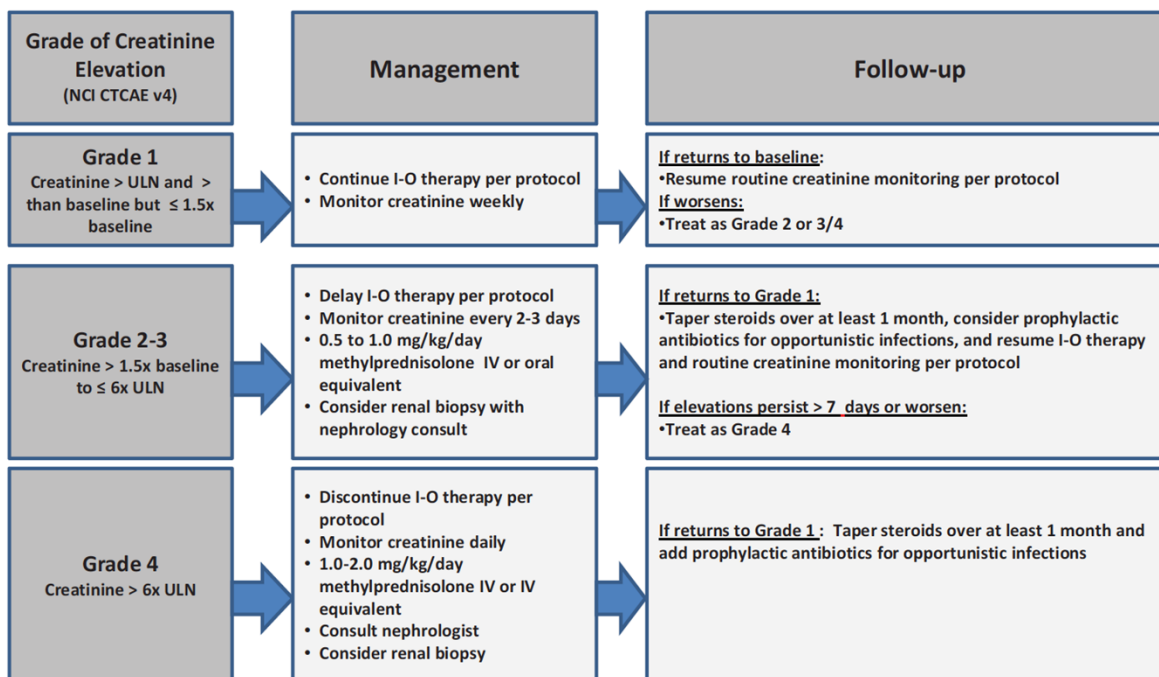 Grade of Creatinine
Elevation
(NCI CTCAE v4)
Management
Follow-up
Grade 1
Creatinine > ULN and >
than baseline but ≤ 1.5x
baseline
• Continue I-O therapy per protocol
• Monitor creatinine weekly
If returns to baseline:
•Resume routine creatinine monitoring per protocol
If worsens:
•Treat as Grade 2 or 3/4
Grade 2-3
Creatinine > 1.5x baseline
to ≤ 6x ULN
• Delay I-O therapy per protocol
• Monitor creatinine every 2-3 days
• 0.5 to 1.0 mg/kg/day
methylprednisolone IV or oral
equivalent
• Consider renal biopsy with
nephrology consult
If returns to Grade 1:
•Taper steroids over at least 1 month, consider prophylactic
antibiotics for opportunistic infections, and resume I-O therapy
and routine creatinine monitoring per protocol
If elevations persist > 7 days or worsen:
•Treat as Grade 4
Grade 4
Creatinine > 6x ULN
• Discontinue I-O therapy per
protocol
• Monitor creatinine daily
• 1.0-2.0 mg/kg/day
methylprednisolone IV or IV
equivalent
• Consult nephrologist
• Consider renal biopsy
If returns to Grade 1 : Taper steroids over at least 1 month and
add prophylactic antibiotics for opportunistic infections